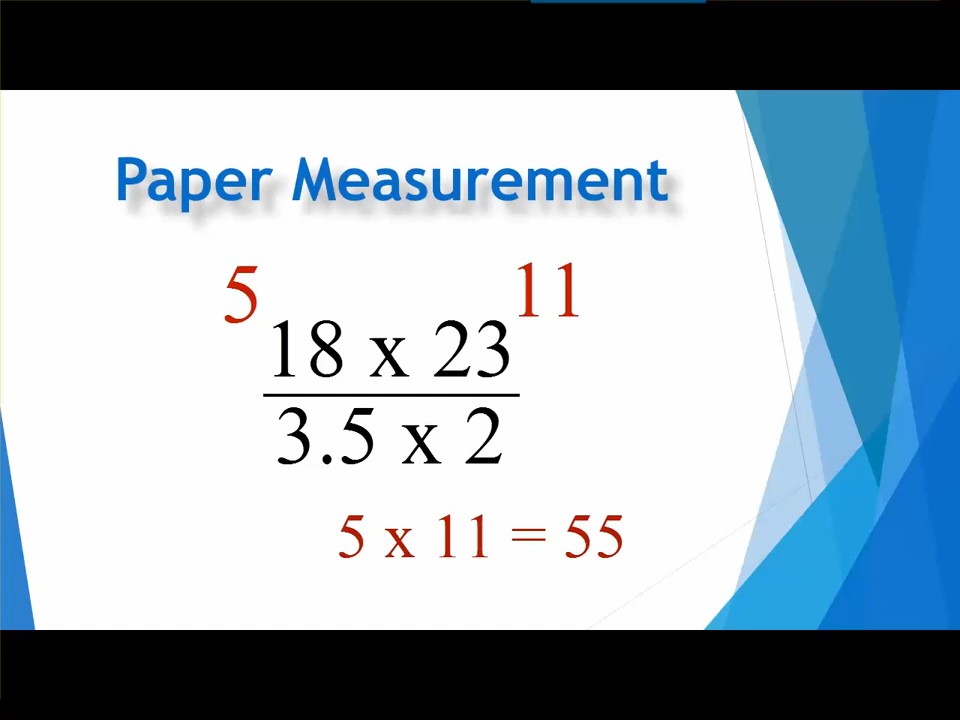 Paper Measurement
5 11
18 x 23
3.5 x 2
5 x 11 = 55